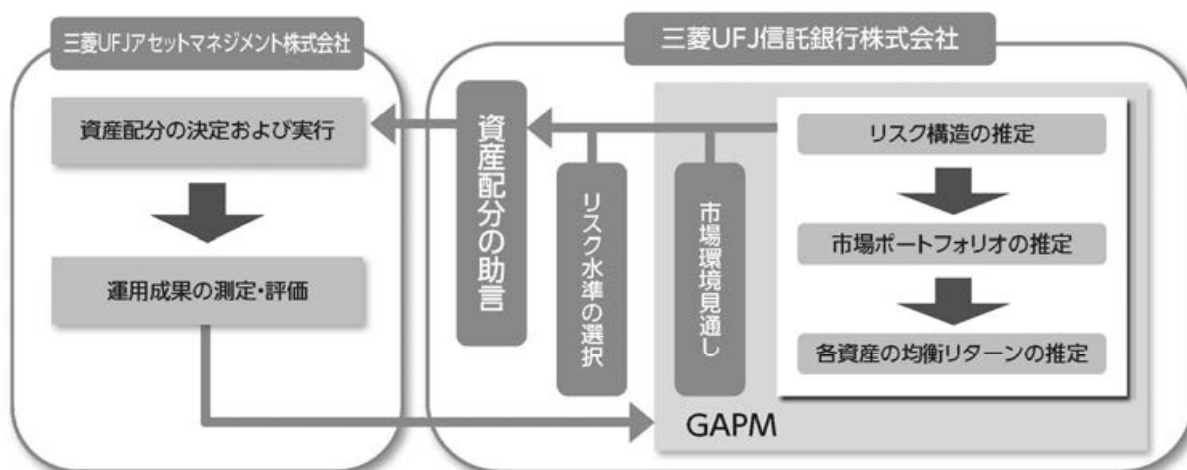 三菱UFJアセットマネジメント株式会社
資産配分の決定および実行
運用成果の測定・評価
三菱UFJ信託銀行株式会社
資産配分の助言
リスク水準の選択
市場環境見通し
リスク構造の推定
市場ポートフォリオの推定
各資産の均衡リターンの推定
GAPM